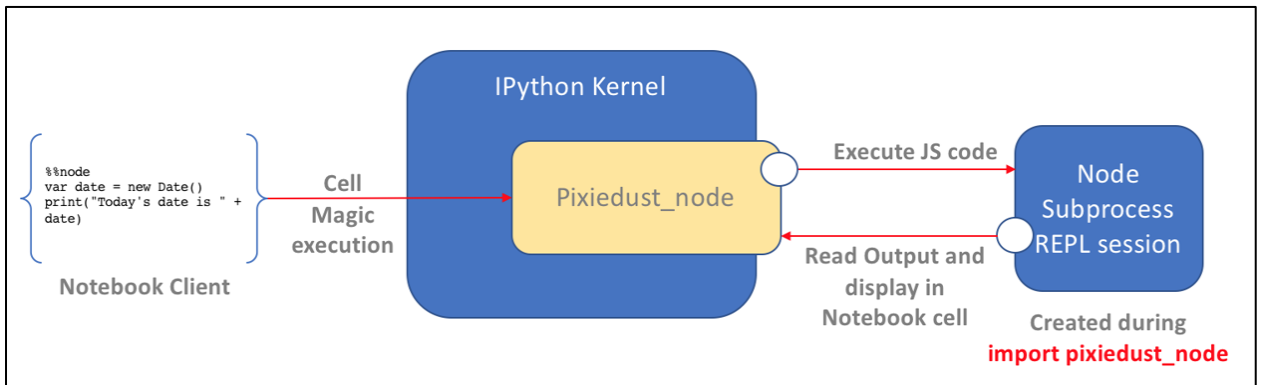 IPython Kernel
%%node
var date = new Date()
print("Today's date is " +
date)
Notebook Client
Cell
Magic
execution
Pixiedust_node
Execute JS code
Read Output and
display in
Notebook cell
Node
Subprocess
REPL session
Created during
import pixiedust_node